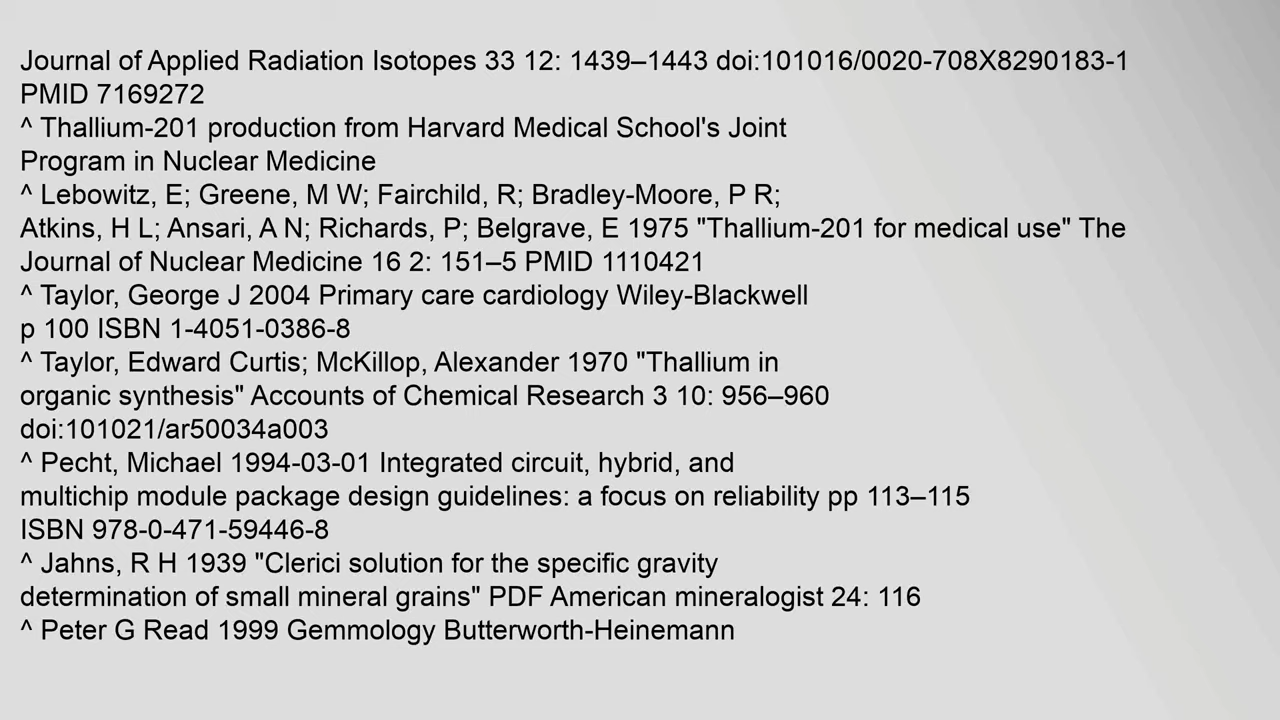 Journal of Applied Radiation Isotopes 33 12: 1439–1443 doi:101016/0020-708X8290183-1
PMID 7169272
^ Thallium-201 production from Harvard Medical School's Joint
Program in Nuclear Medicine
^ Lebowitz, E; Greene, M W; Fairchild, R; Bradley-Moore, P R;
Atkins, H L; Ansari, A N; Richards, P; Belgrave, E 1975 "Thallium-201 for medical use" The
Journal of Nuclear Medicine 16 2: 151–5 PMID 1110421
^ Taylor, George J 2004 Primary care cardiology Wiley-Blackwell
p 100 ISBN 1-4051-0386-8
^ Taylor, Edward Curtis; McKillop, Alexander 1970 "Thallium in
organic synthesis" Accounts of Chemical Research 3 10: 956–960
doi:101021/ar50034a003
^ Pecht, Michael 1994-03-01 Integrated circuit, hybrid, and
multichip module package design guidelines: a focus on reliability pp 113–115
ISBN 978-0-471-59446-8
^ Jahns, R H 1939 "Clerici solution for the specific gravity
determination of small mineral grains" PDF American mineralogist 24: 116
^ Peter G Read 1999 Gemmology Butterworth-Heinemann